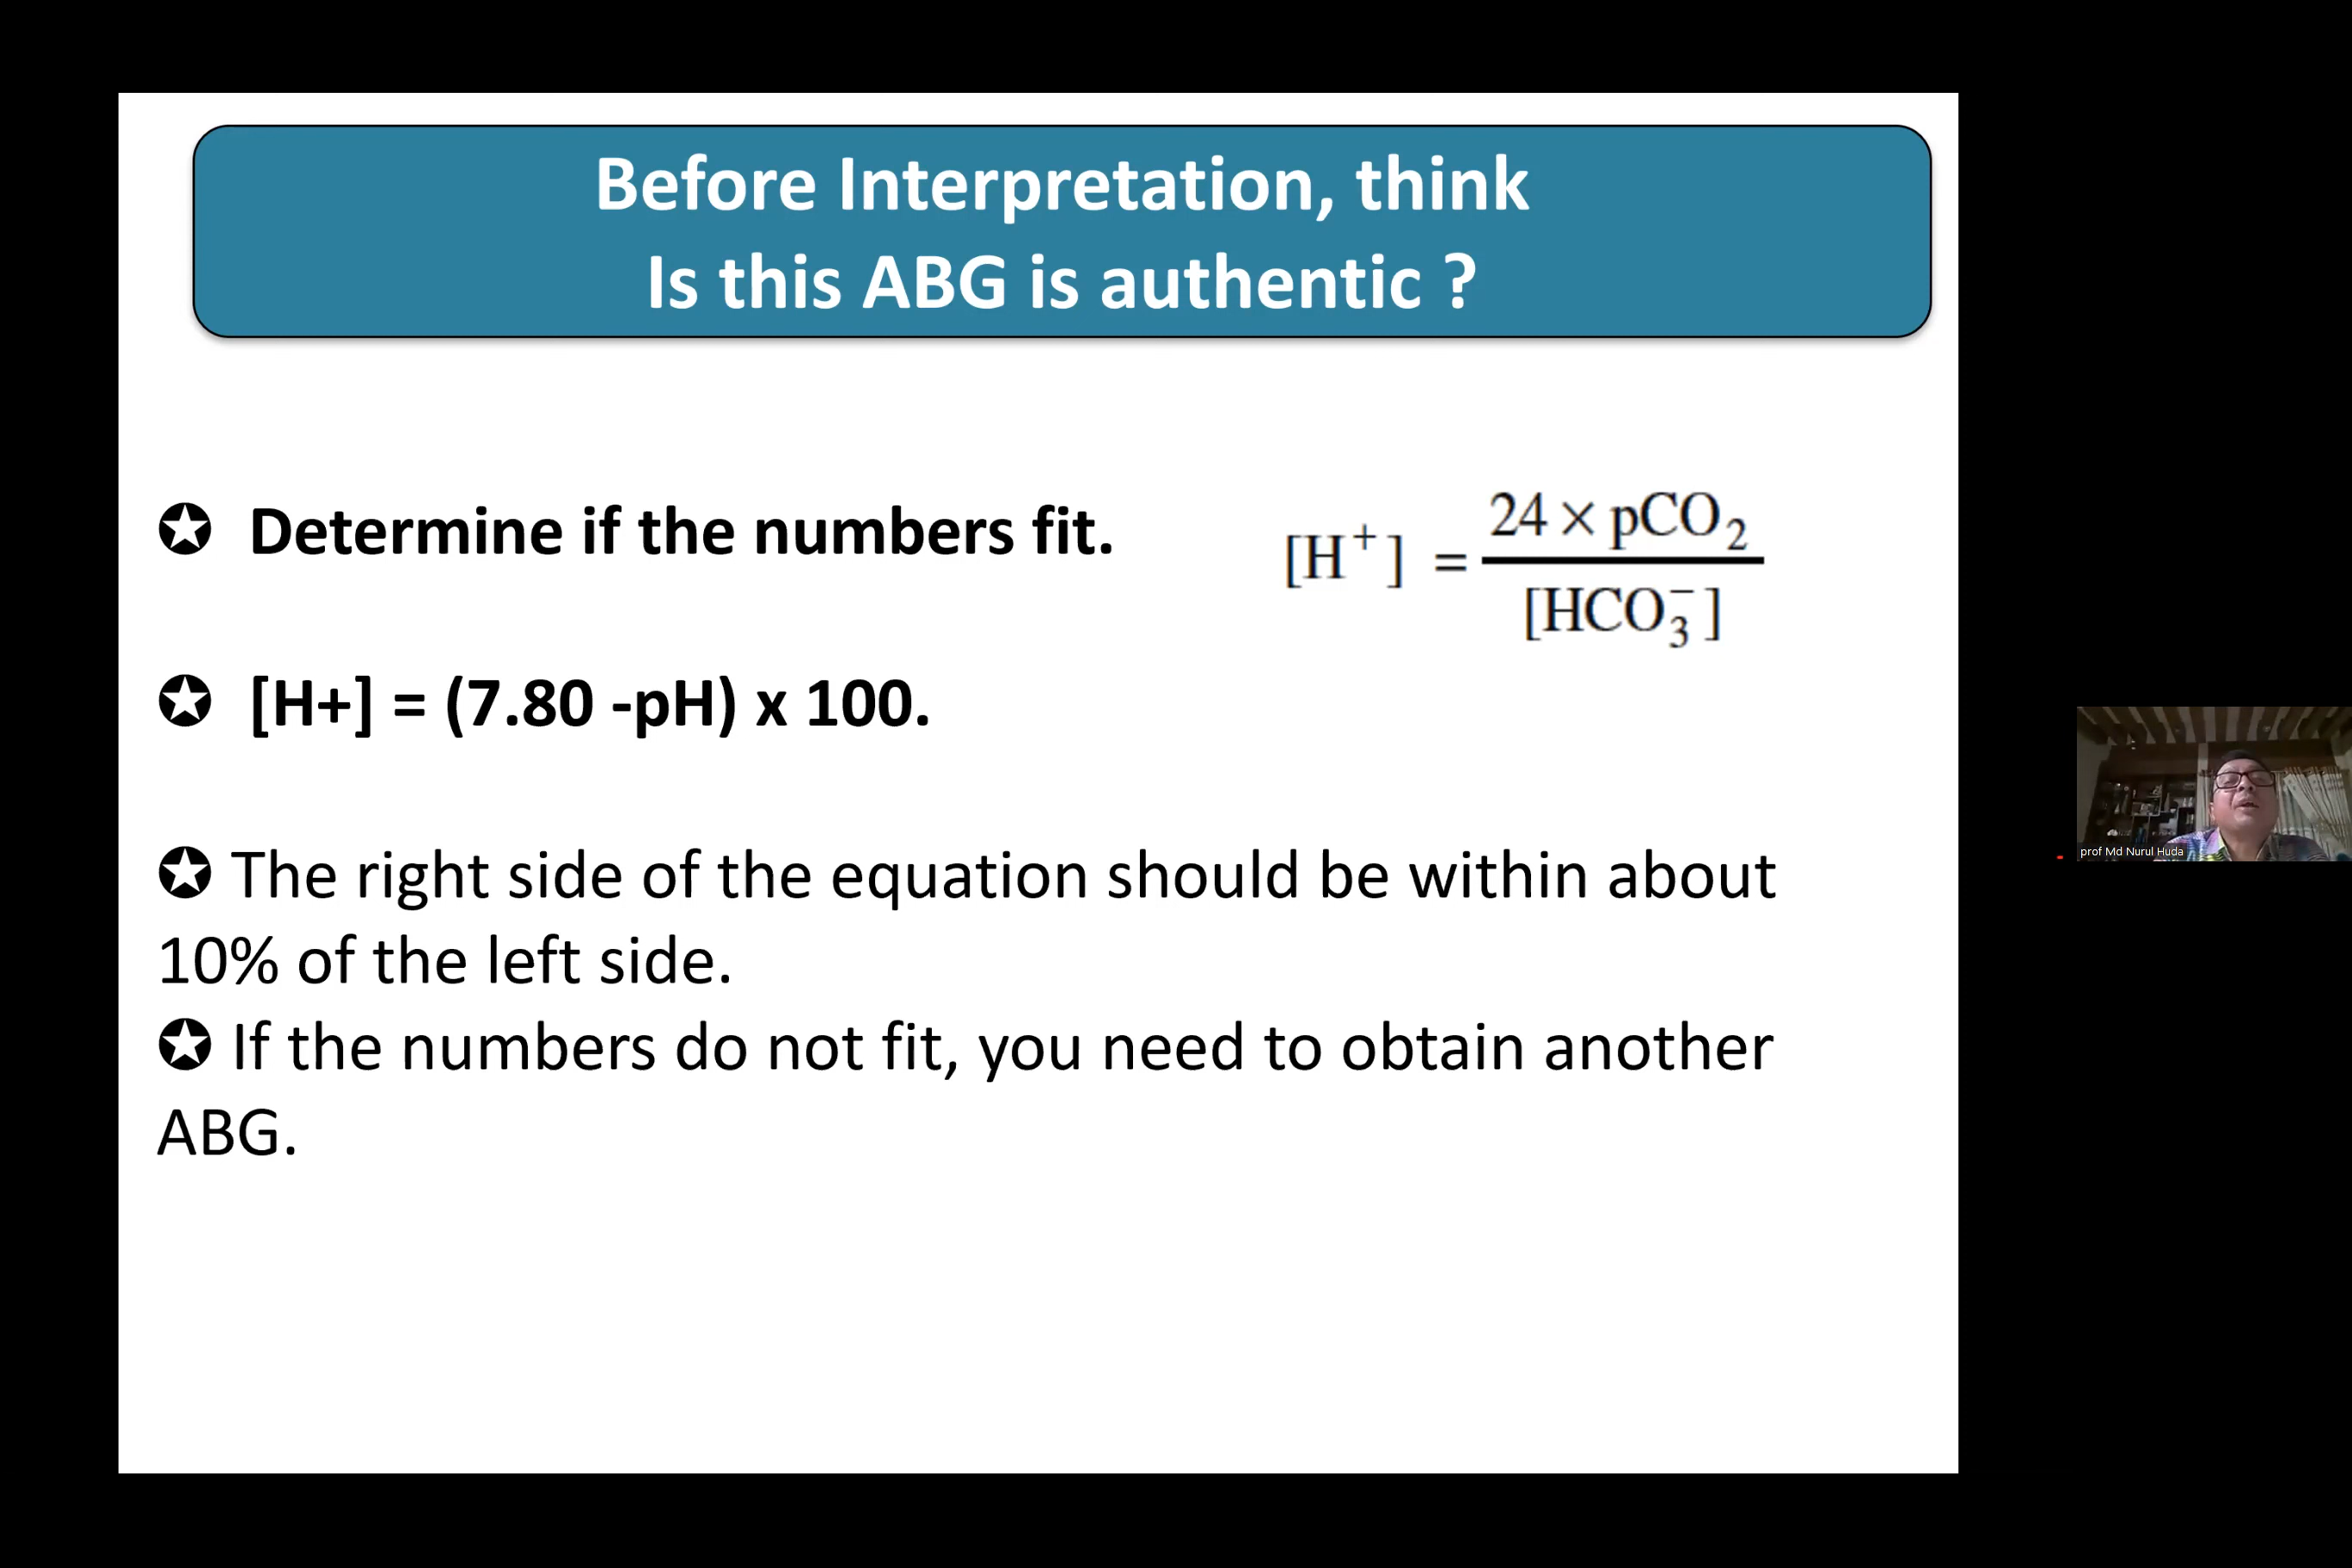 Before Interpretation, think
Is this ABG is authentic ?
✪ Determine if the numbers fit.
[H⁺] = 24 × pCO₂ / [HCO₃⁻]
✪ [H+] = (7.80 -pH) x 100.
✪ The right side of the equation should be within about
10% of the left side.
✪ If the numbers do not fit, you need to obtain another
ABG.
prof Md Nurul Huda